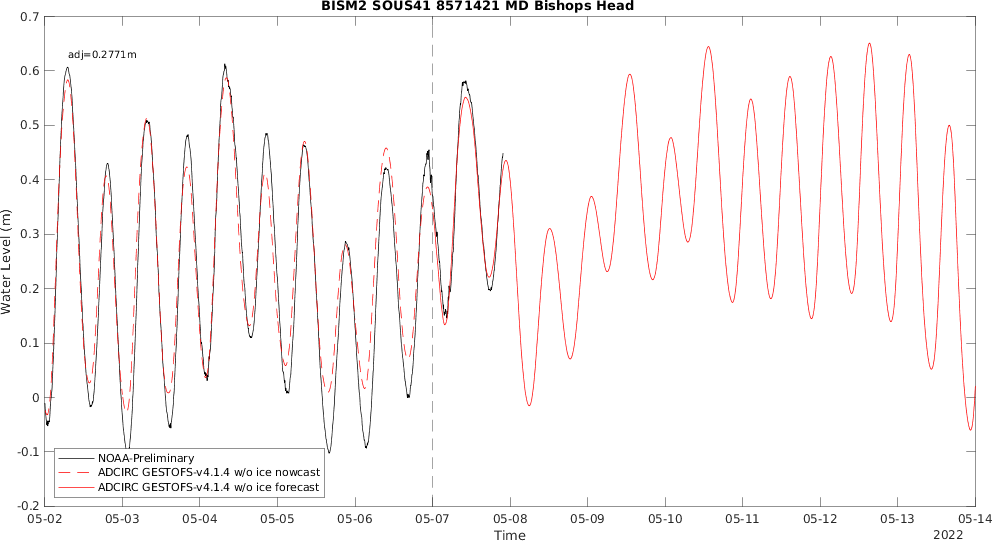 BISM2 SOUS41 8571421 MD Bishops Head
adj=0.2771m
Water Level (m)
0.7
0.6
0.5
0.4
0.3
0.2
0.1
0
-0.1
-0.2
NOAA-Preliminary
ADCIRC GESTOFS-v4.1.4 w/o ice nowcast
ADCIRC GESTOFS-v4.1.4 w/o ice forecast
05-02 05-03 05-04 05-05 05-06 05-07 05-08 05-09 05-10 05-11 05-12 05-13 05-14
Time
2022